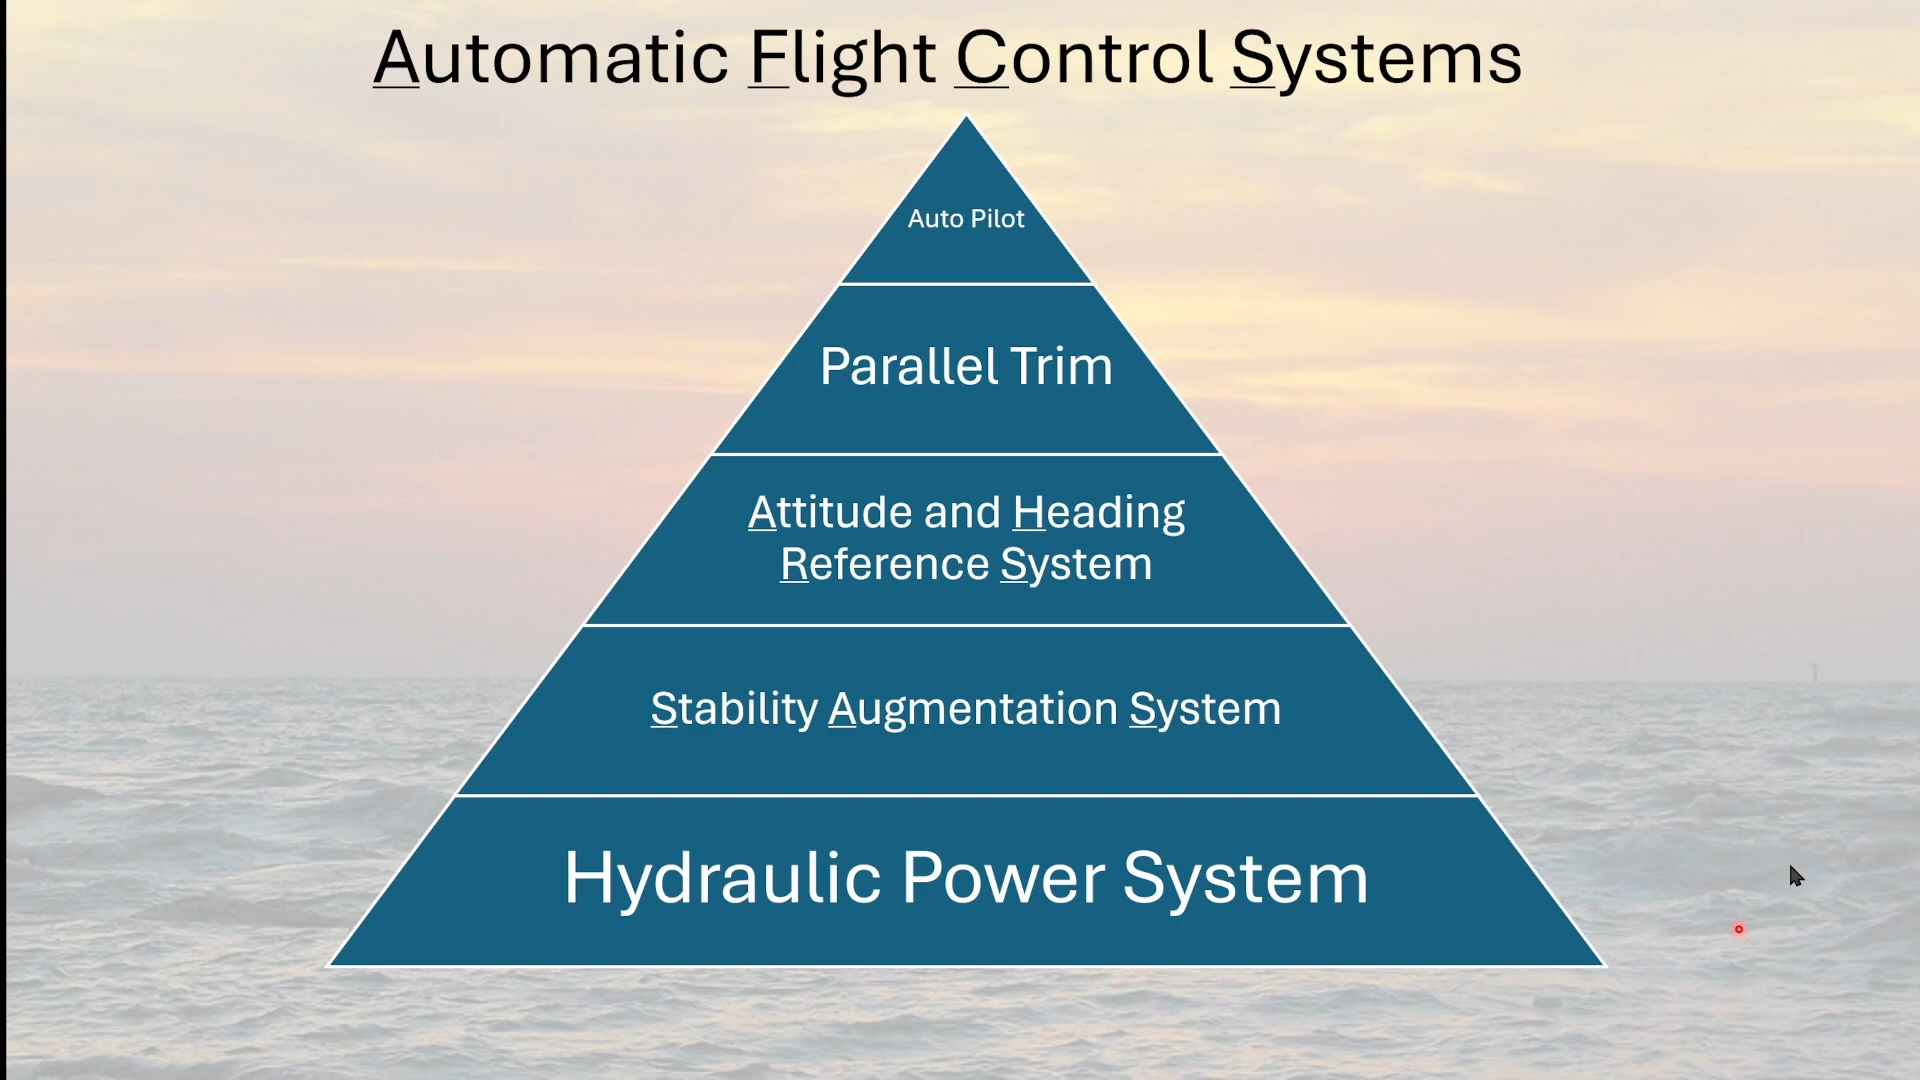 Automatic Flight Control Systems
Auto Pilot
Parallel Trim
Attitude and Heading
Reference System
Stability Augmentation System
Hydraulic Power System